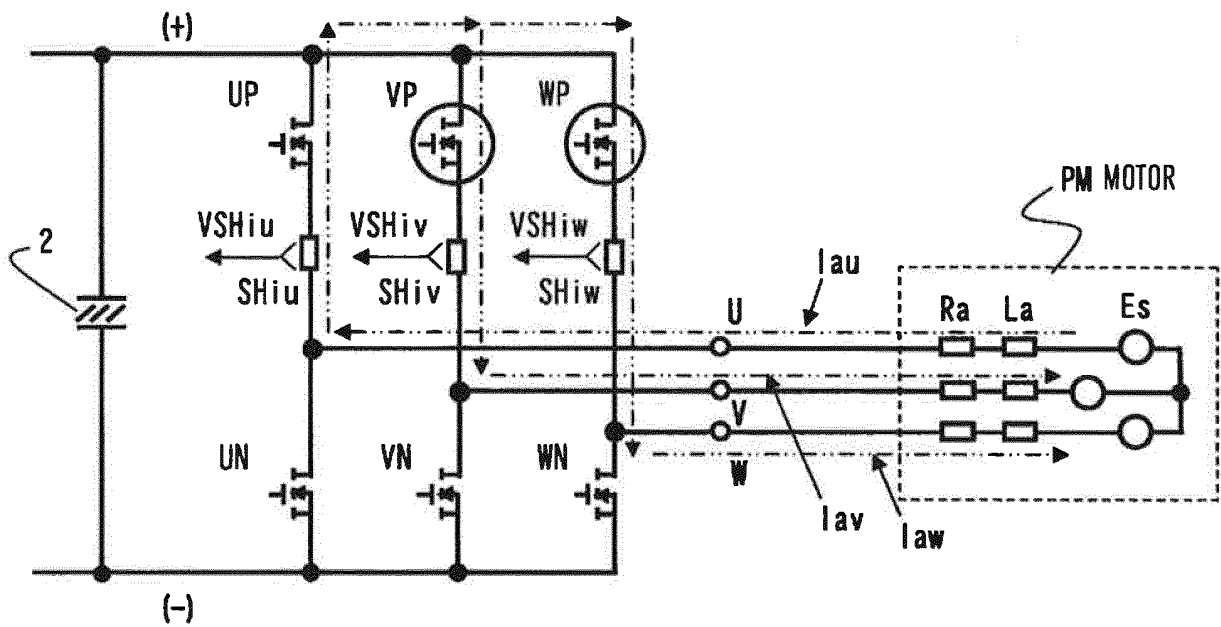 (+)
UP
VP
WP
PM MOTOR
VSHiu
VSHiv
VSHiw
2
SHiu
SHiv
SHiw
Iau
U
Ra
La
Es
V
UN
VN
WN
W
Iav
Iaw
(-)